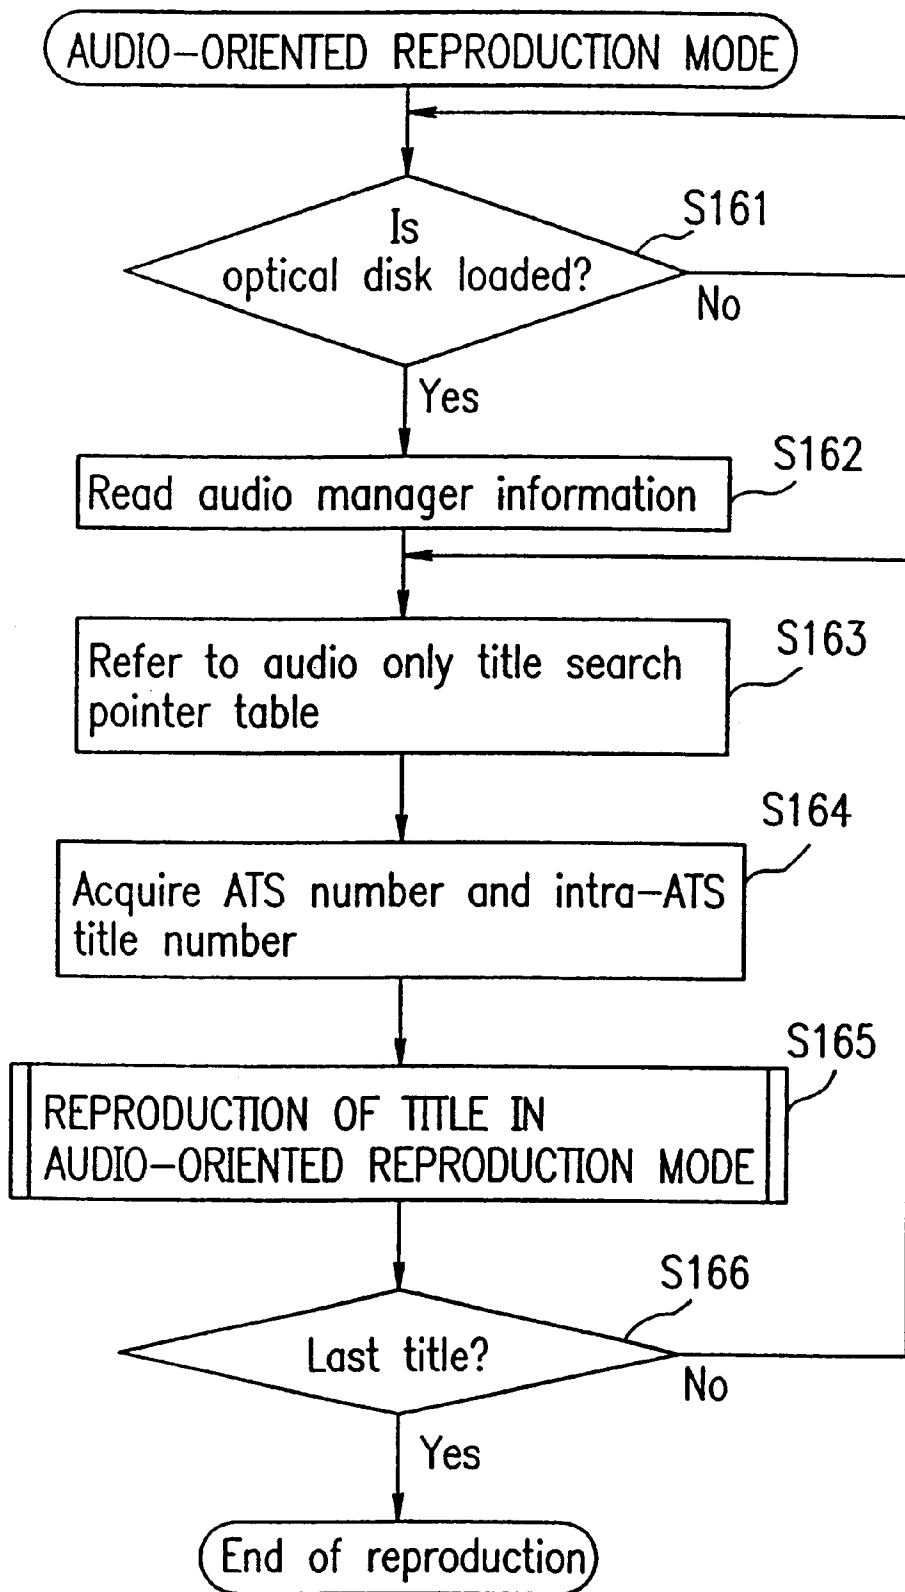 AUDIO-ORIENTED REPRODUCTION MODE
S161
Is
optical disk loaded?
No
Yes
S162
Read audio manager information
S163
Refer to audio only title search
pointer table
S164
Acquire ATS number and intra-ATS
title number
S165
REPRODUCTION OF TITLE IN
AUDIO-ORIENTED REPRODUCTION MODE
S166
Last title?
No
Yes
End of reproduction